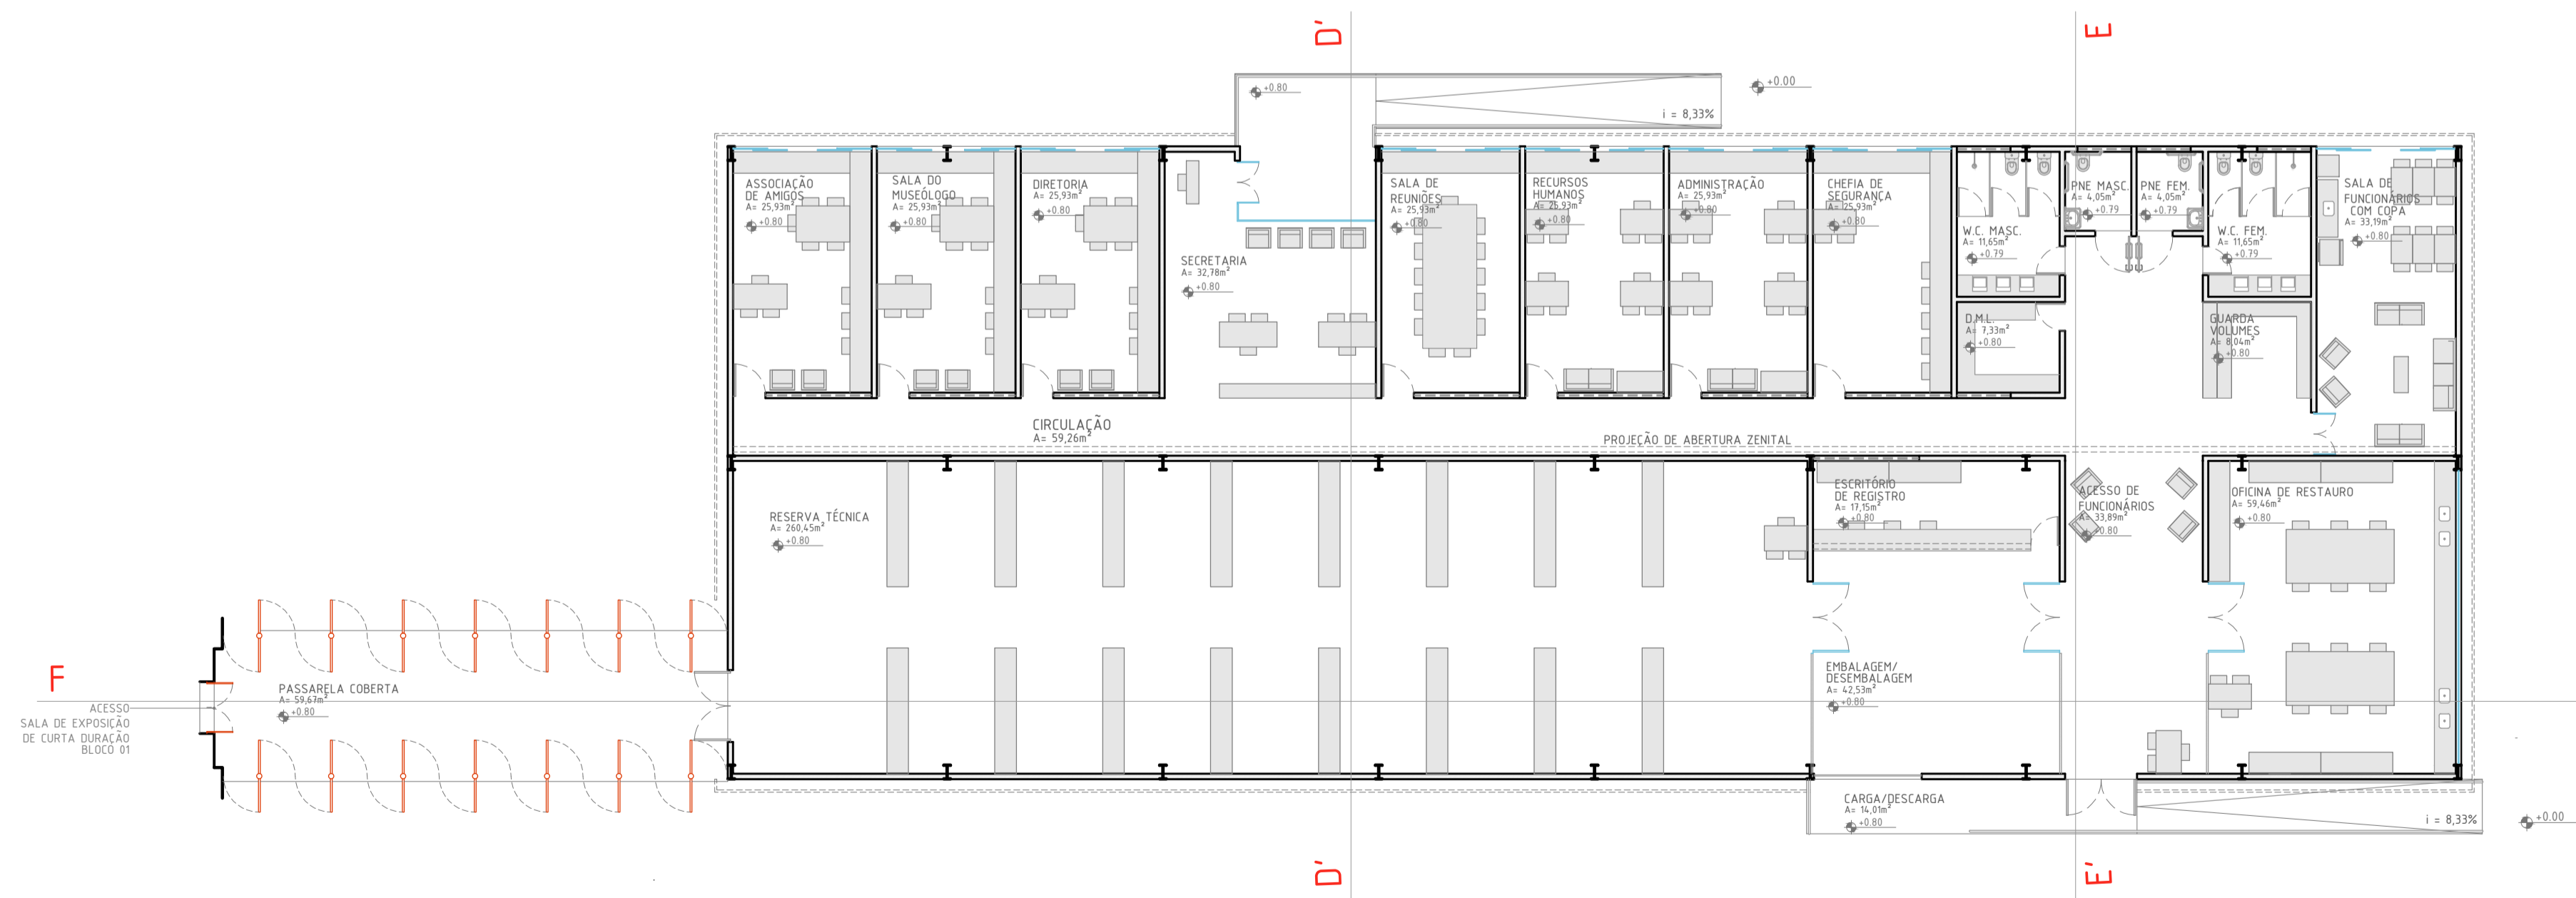 D'
E
+0.80
+0.00
i = 8,33%
ASSOCIAÇÃO
DE AMIGOS
A= 25,93m²
+0.80
SALA DO
MUSEÓLOGO
A= 25,93m²
+0.80
DIRETORIA
A= 25,93m²
+0.80
SECRETARIA
A= 32,78m²
+0.80
SALA DE
REUNIÕES
A= 25,93m²
+0.80
RECURSOS
HUMANOS
A= 25,93m²
+0.80
ADMINISTRAÇÃO
A= 25,93m²
+0.80
CHEFIA DE
SEGURANÇA
A= 25,93m²
+0.80
W.C. MASC.
A= 11,65m²
+0.79
PNE MASC.
A= 4,05m²
+0.79
PNE FEM.
A= 4,05m²
+0.79
W.C. FEM.
A= 11,65m²
+0.79
SALA DE
FUNCIONÁRIOS
COM COPA
A= 33,19m²
+0.80
D.M.L.
A= 7,33m²
+0.80
GUARDA
VOLUMES
A= 8,04m²
+0.80
CIRCULAÇÃO
A= 59,26m²
PROJEÇÃO DE ABERTURA ZENITAL
RESERVA TÉCNICA
A= 260,45m²
+0.80
ESCRITÓRIO
DE REGISTRO
A= 17,15m²
+0.80
ACESSO DE
FUNCIONÁRIOS
A= 33,89m²
+0.80
OFICINA DE RESTAURO
A= 59,46m²
+0.80
F
PASSARELA COBERTA
A= 59,67m²
+0.80
ACESSO
SALA DE EXPOSIÇÃO
DE CURTA DURAÇÃO
BLOCO 01
EMBALAGEM/
DESEMBALAGEM
A= 42,53m²
+0.80
CARGA/DESCARGA
A= 14,01m²
+0.80
i = 8,33%
+0.00
D'
E'